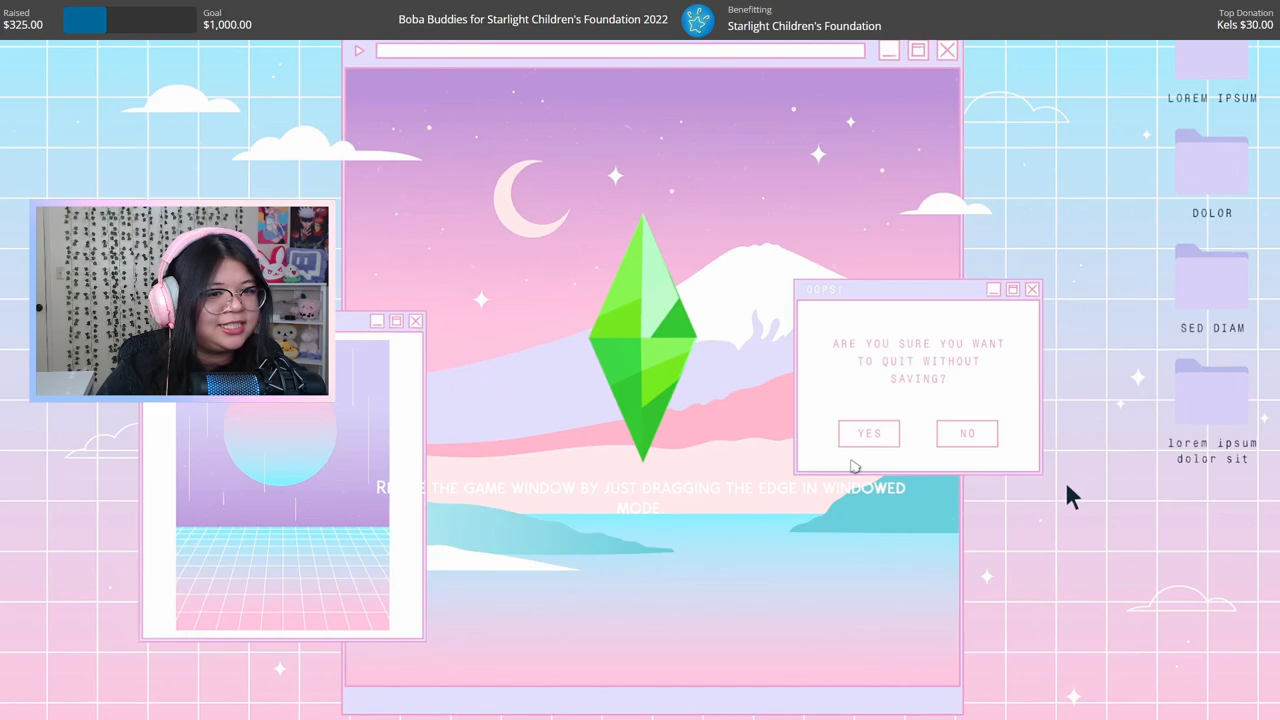 Raised
$325.00
Goal
$1,000.00
Boba Buddies for Starlight Children's Foundation 2022
Benefitting
Starlight Children's Foundation
Top Donation
Kels $30.00
LOREM IPSUM
DOLOR
SED DIAM
lorem ipsum
dolor sit
OOPS!
ARE YOU SURE YOU WANT
TO QUIT WITHOUT
SAVING?
YES
NO
THE GAME WINDOW BY JUST DRAGGING THE EDGE IN WINDOWED
MODE.